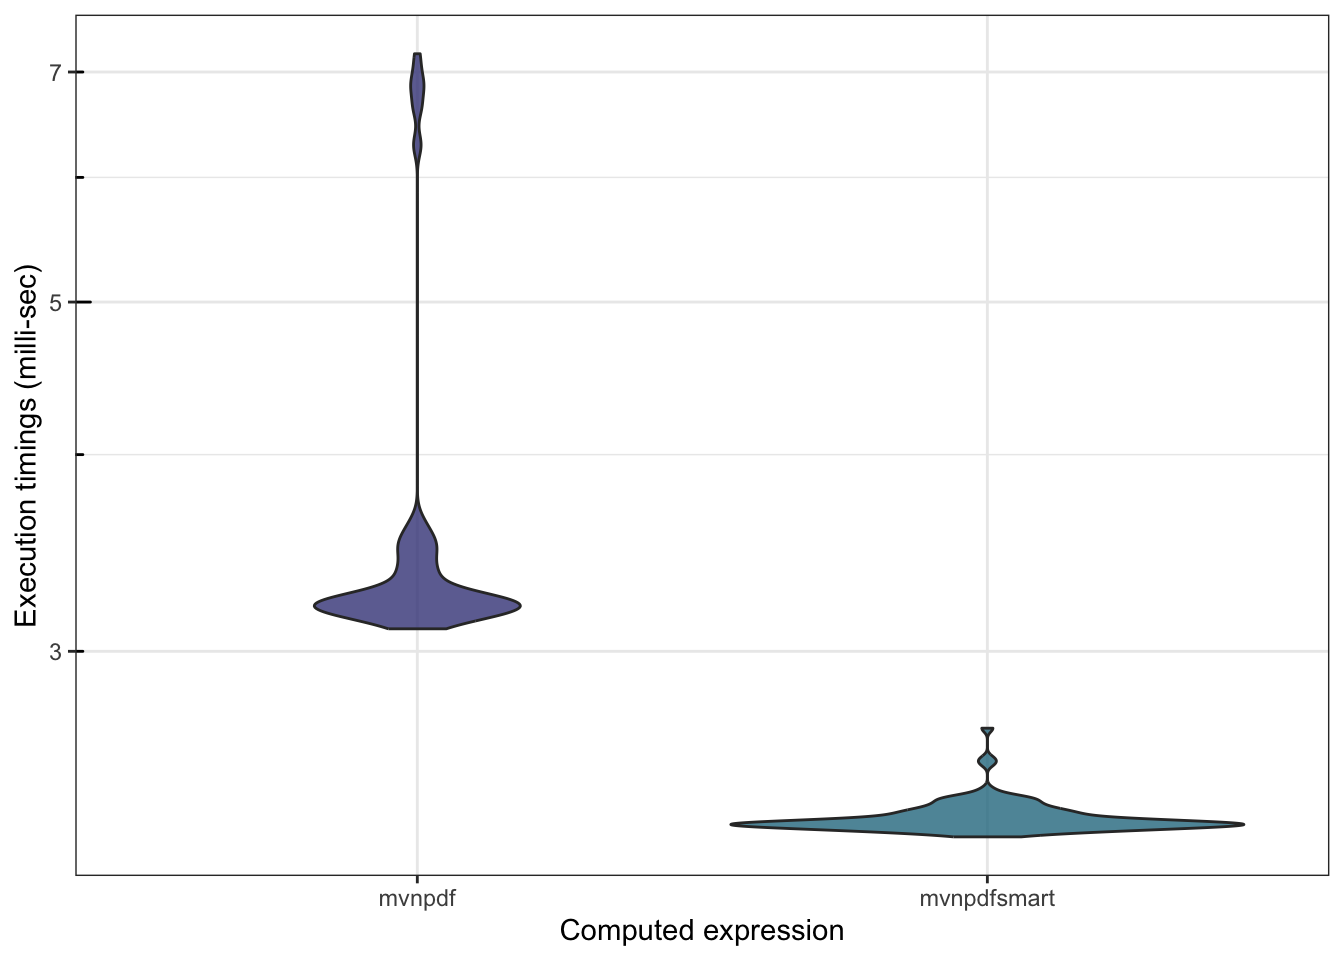 Execution timings (milli-sec)
7
5
3
mvnpdf
mvnpdfsmart
Computed expression